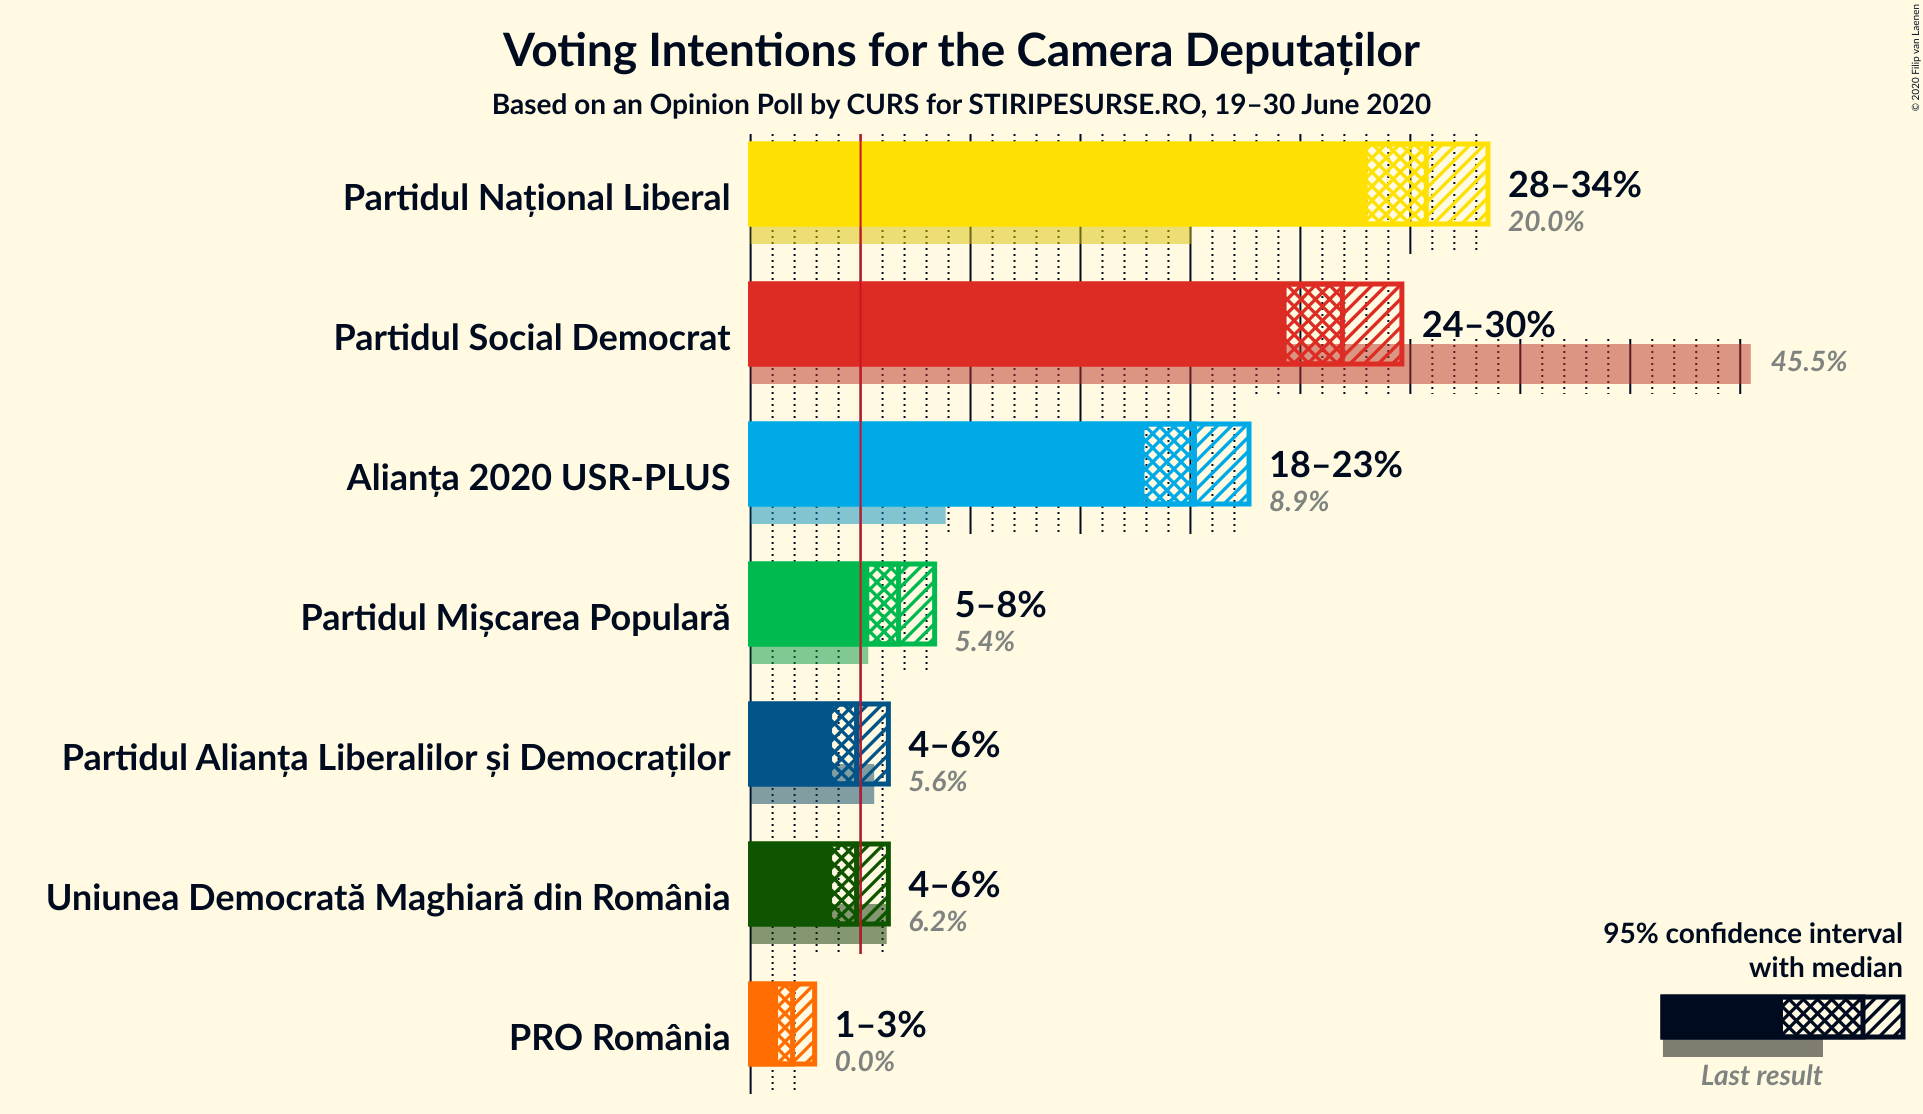 Voting Intentions for the Camera Deputaților
Based on an Opinion Poll by CURS for STIRIPESURSE.RO, 19–30 June 2020
© 2020 Filip van Laenen
Partidul Național Liberal
28–34%
20.0%
Partidul Social Democrat
24–30%
45.5%
Alianța 2020 USR-PLUS
18–23%
8.9%
Partidul Mișcarea Populară
5–8%
5.4%
Partidul Alianța Liberalilor și Democraților
4–6%
5.6%
Uniunea Democrată Maghiară din România
4–6%
6.2%
PRO România
1–3%
0.0%
95% confidence interval
with median
Last result